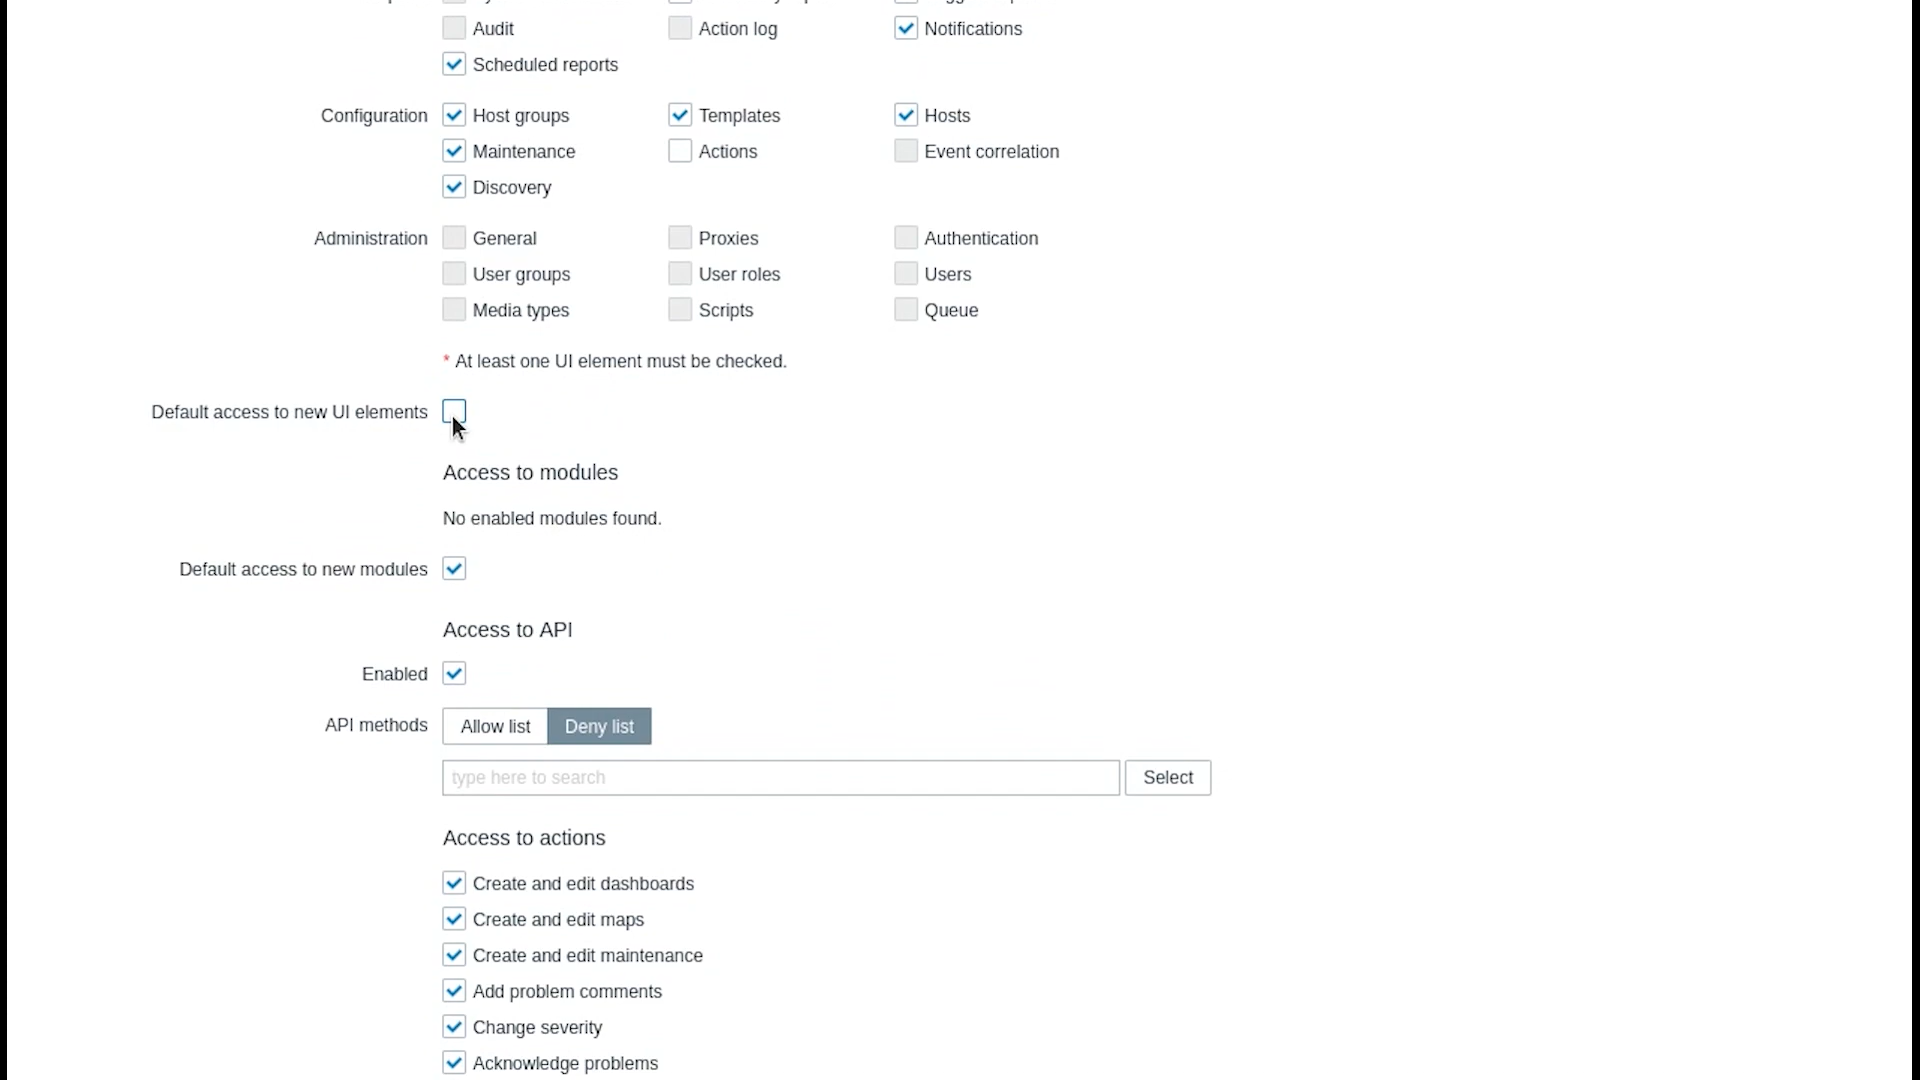 Audit Action log Notifications
Scheduled reports
Configuration Host groups Templates Hosts
Maintenance Actions Event correlation
Discovery
Administration General Proxies Authentication
User groups User roles Users
Media types Scripts Queue
* At least one UI element must be checked.
Default access to new UI elements
Access to modules
No enabled modules found.
Default access to new modules
Access to API
Enabled
API methods Allow list Deny list
type here to search Select
Access to actions
Create and edit dashboards
Create and edit maps
Create and edit maintenance
Add problem comments
Change severity
Acknowledge problems